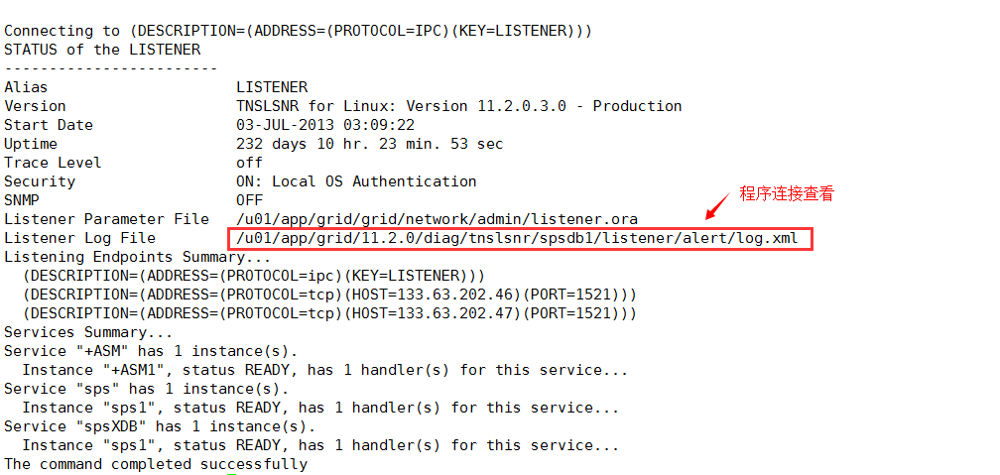 Connecting to (DESCRIPTION=(ADDRESS=(PROTOCOL=IPC)(KEY=LISTENER)))
STATUS of the LISTENER
------------------------
Alias                     LISTENER
Version                   TNSLSNR for Linux: Version 11.2.0.3.0 - Production
Start Date                03-JUL-2013 03:09:22
Uptime                    232 days 10 hr. 23 min. 53 sec
Trace Level               off
Security                  ON: Local OS Authentication
SNMP                      OFF
程序连接查看
Listener Parameter File   /u01/app/grid/grid/network/admin/listener.ora
Listener Log File         /u01/app/grid/11.2.0/diag/tnslsnr/spsdb1/listener/alert/log.xml
Listening Endpoints Summary...
  (DESCRIPTION=(ADDRESS=(PROTOCOL=ipc)(KEY=LISTENER)))
  (DESCRIPTION=(ADDRESS=(PROTOCOL=tcp)(HOST=133.63.202.46)(PORT=1521)))
  (DESCRIPTION=(ADDRESS=(PROTOCOL=tcp)(HOST=133.63.202.47)(PORT=1521)))
Services Summary...
Service "+ASM" has 1 instance(s).
  Instance "+ASM1", status READY, has 1 handler(s) for this service...
Service "sps" has 1 instance(s).
  Instance "sps1", status READY, has 1 handler(s) for this service...
Service "spsXDB" has 1 instance(s).
  Instance "sps1", status READY, has 1 handler(s) for this service...
The command completed successfully